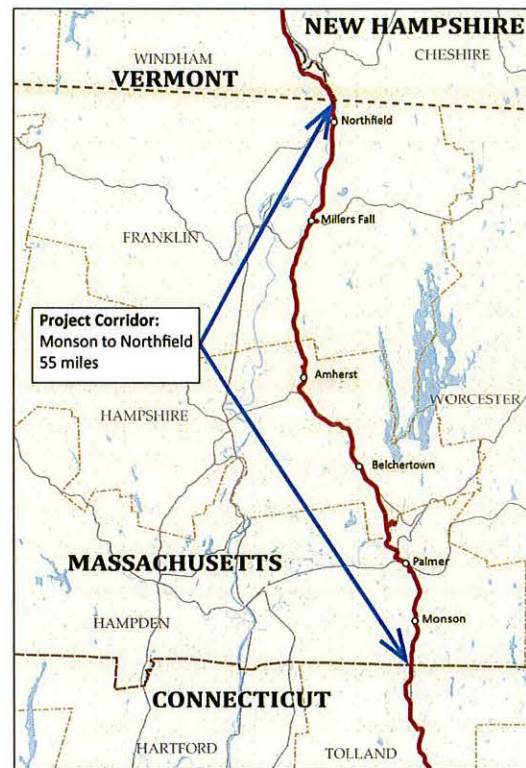 NEW HAMPSHIRE
WINDHAM
CHESHIRE
VERMONT
Northfield
Millers Fall
FRANKLIN
Project Corridor:
Monson to Northfield
55 miles
Amherst
WORCESTER
HAMPSHIRE
Belchertown
MASSACHUSETTS
Palmer
HAMPDEN
Monson
CONNECTICUT
HARTFORD
TOLLAND